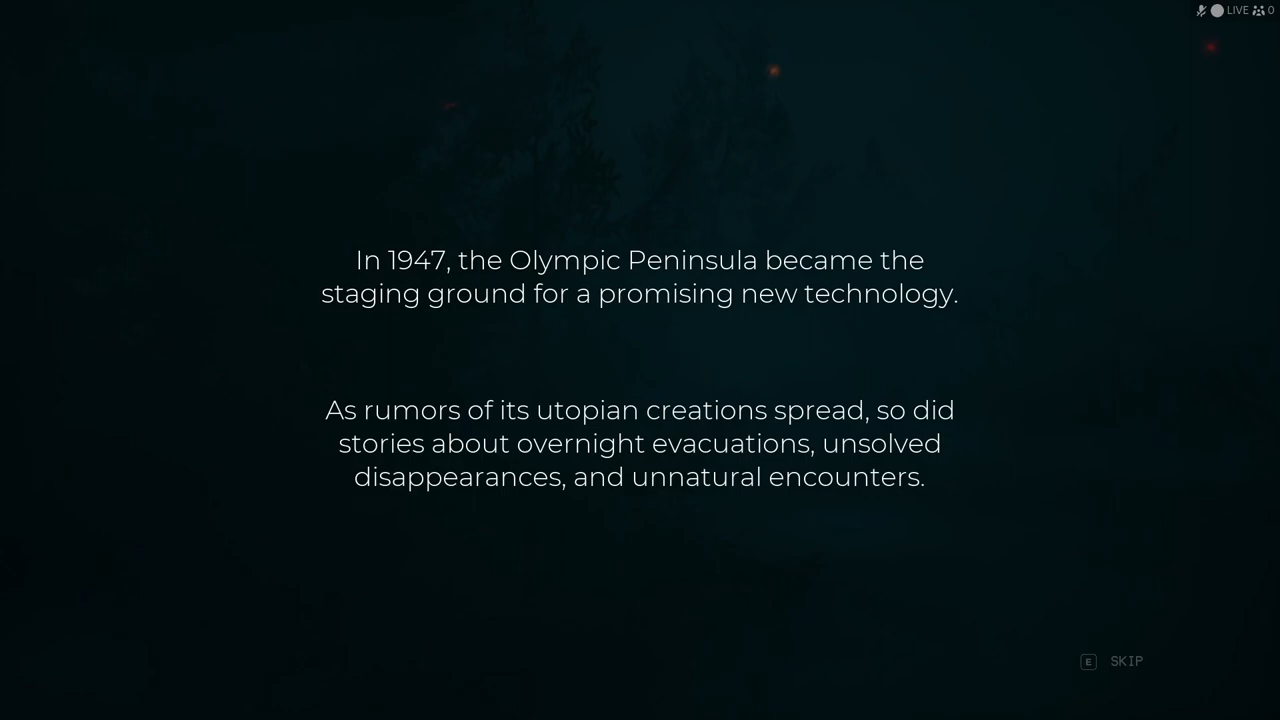 LIVE 0
In 1947, the Olympic Peninsula became the
staging ground for a promising new technology.
As rumors of its utopian creations spread, so did
stories about overnight evacuations, unsolved
disappearances, and unnatural encounters.
E SKIP